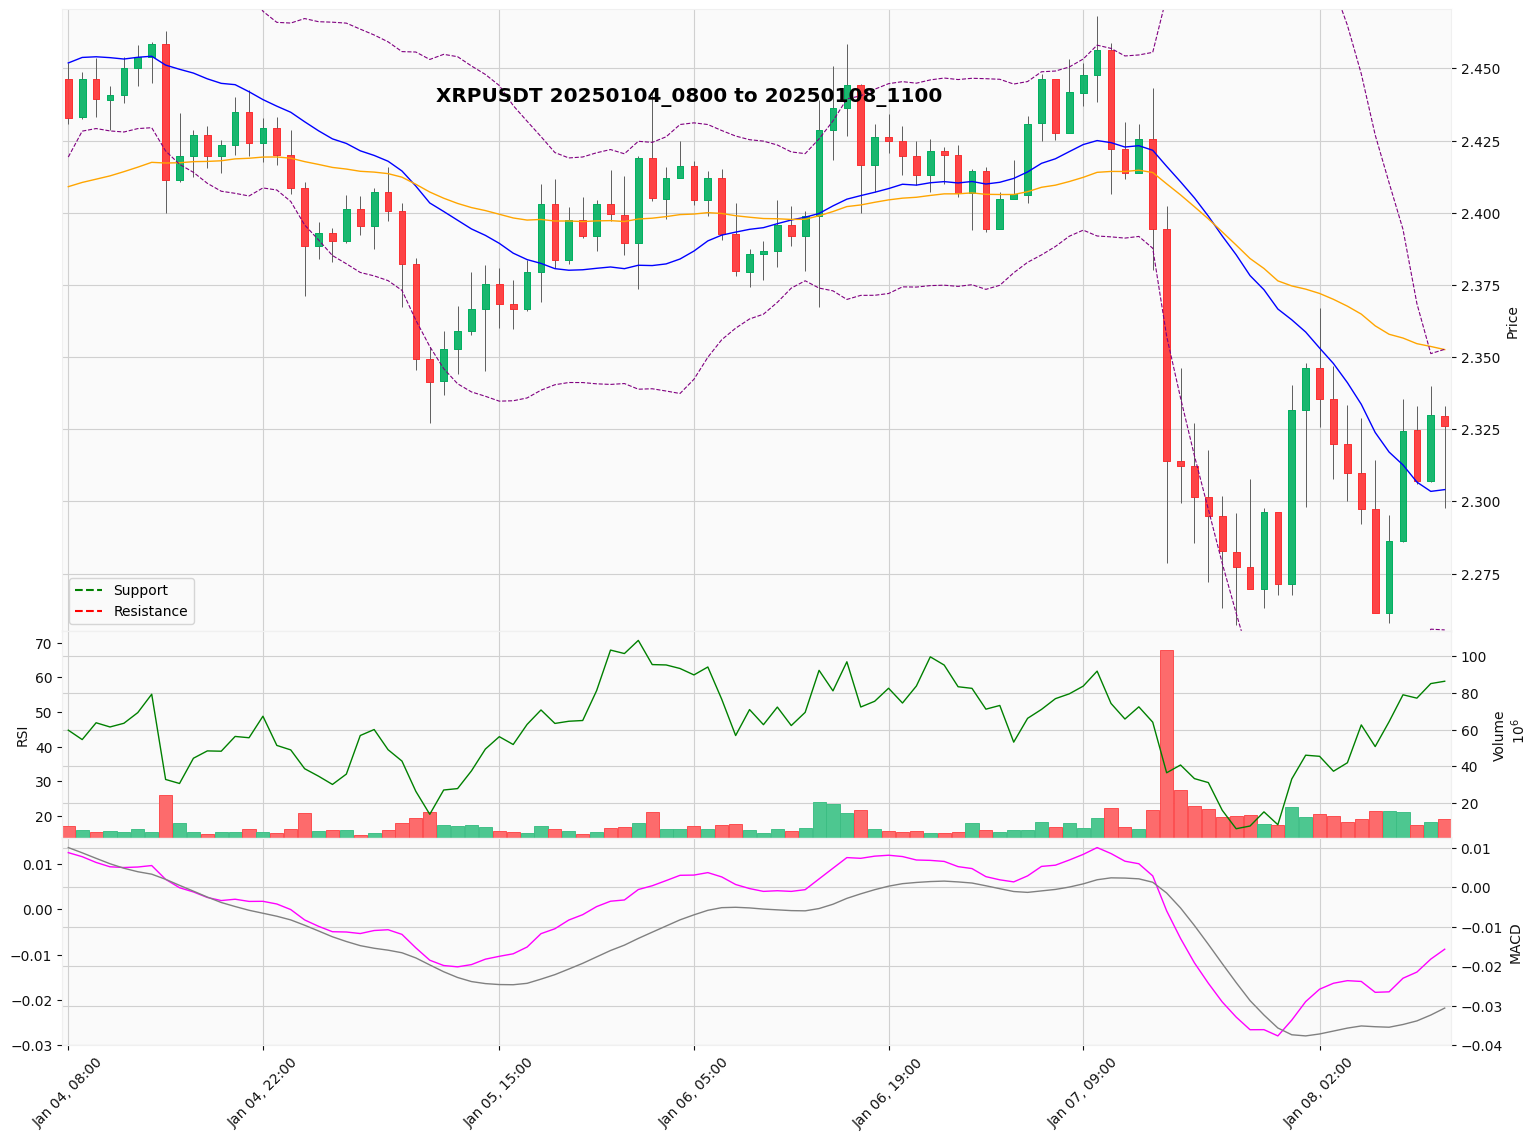 XRPUSDT 20250104_0800 to 20250108_1100
2.450
2.425
2.400
2.375
2.350
2.325
2.300
2.275
Price
Support
Resistance
70
60
50
40
30
20
RSI
100
80
60
40
20
Volume
10^6
0.01
0.00
−0.01
−0.02
−0.03
0.01
0.00
−0.01
−0.02
−0.03
−0.04
MACD
Jan 04, 08:00
Jan 04, 22:00
Jan 05, 15:00
Jan 06, 05:00
Jan 06, 19:00
Jan 07, 09:00
Jan 08, 02:00